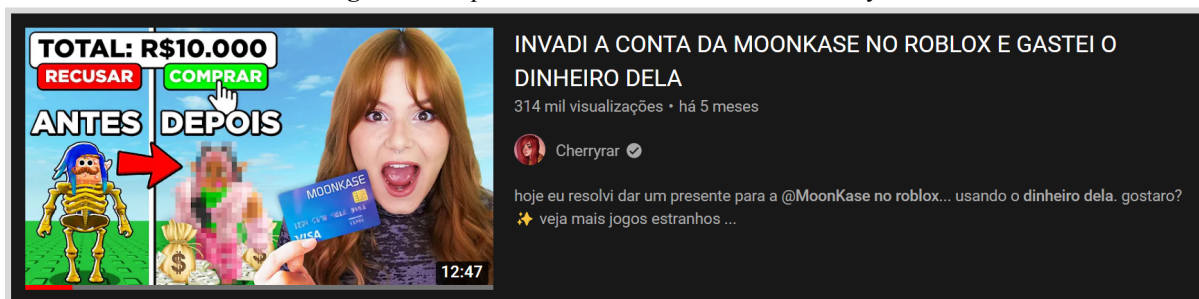 TOTAL: R$10.000
RECUSAR COMPRAR
ANTES DEPOIS
MOONKASE
VISA
12:47
INVADI A CONTA DA MOONKASE NO ROBLOX E GASTEI O
DINHEIRO DELA
314 mil visualizações • há 5 meses
Cherryrar
hoje eu resolvi dar um presente para a @MoonKase no roblox... usando o dinheiro dela. gostaro?
✨ veja mais jogos estranhos ...